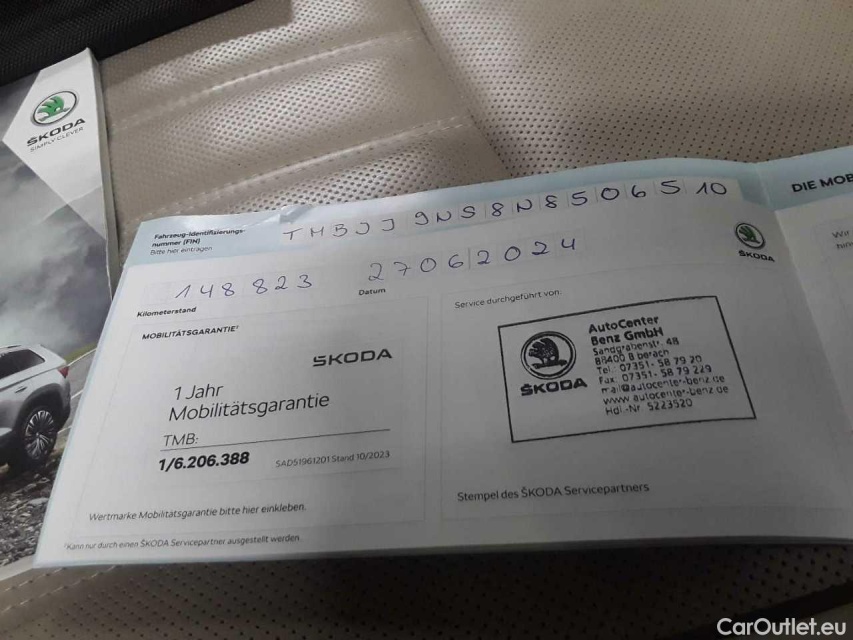 ŠKODA
SIMPLY CLEVER
Fahrzeug-Identifizierungs-
nummer (FIN)
Bitte hier eintragen
TMBJJ9NS8N8506510
DIE MOB
ŠKODA
148823
Kilometerstand
27062024
Datum
MOBILITÄTSGARANTIE¹
ŠKODA
1 Jahr
Mobilitätsgarantie
TMB:
1/6.206.388
SAD51961201 Stand 10/2023
Wertmarke Mobilitätsgarantie bitte hier einkleben.
¹Kann nur durch einen ŠKODA Servicepartner ausgestellt werden.
Service durchgeführt von:
ŠKODA
AutoCenter
Benz GmbH
Sandgrabenstr. 48
88400 Biberach
Tel.: 07351- 58 79 20
Fax: 07351- 58 79 229
mail@autocenter-benz.de
www.autocenter-benz.de
Hdl.-Nr. 5223520
Stempel des ŠKODA Servicepartners
Wir
CarOutlet.eu